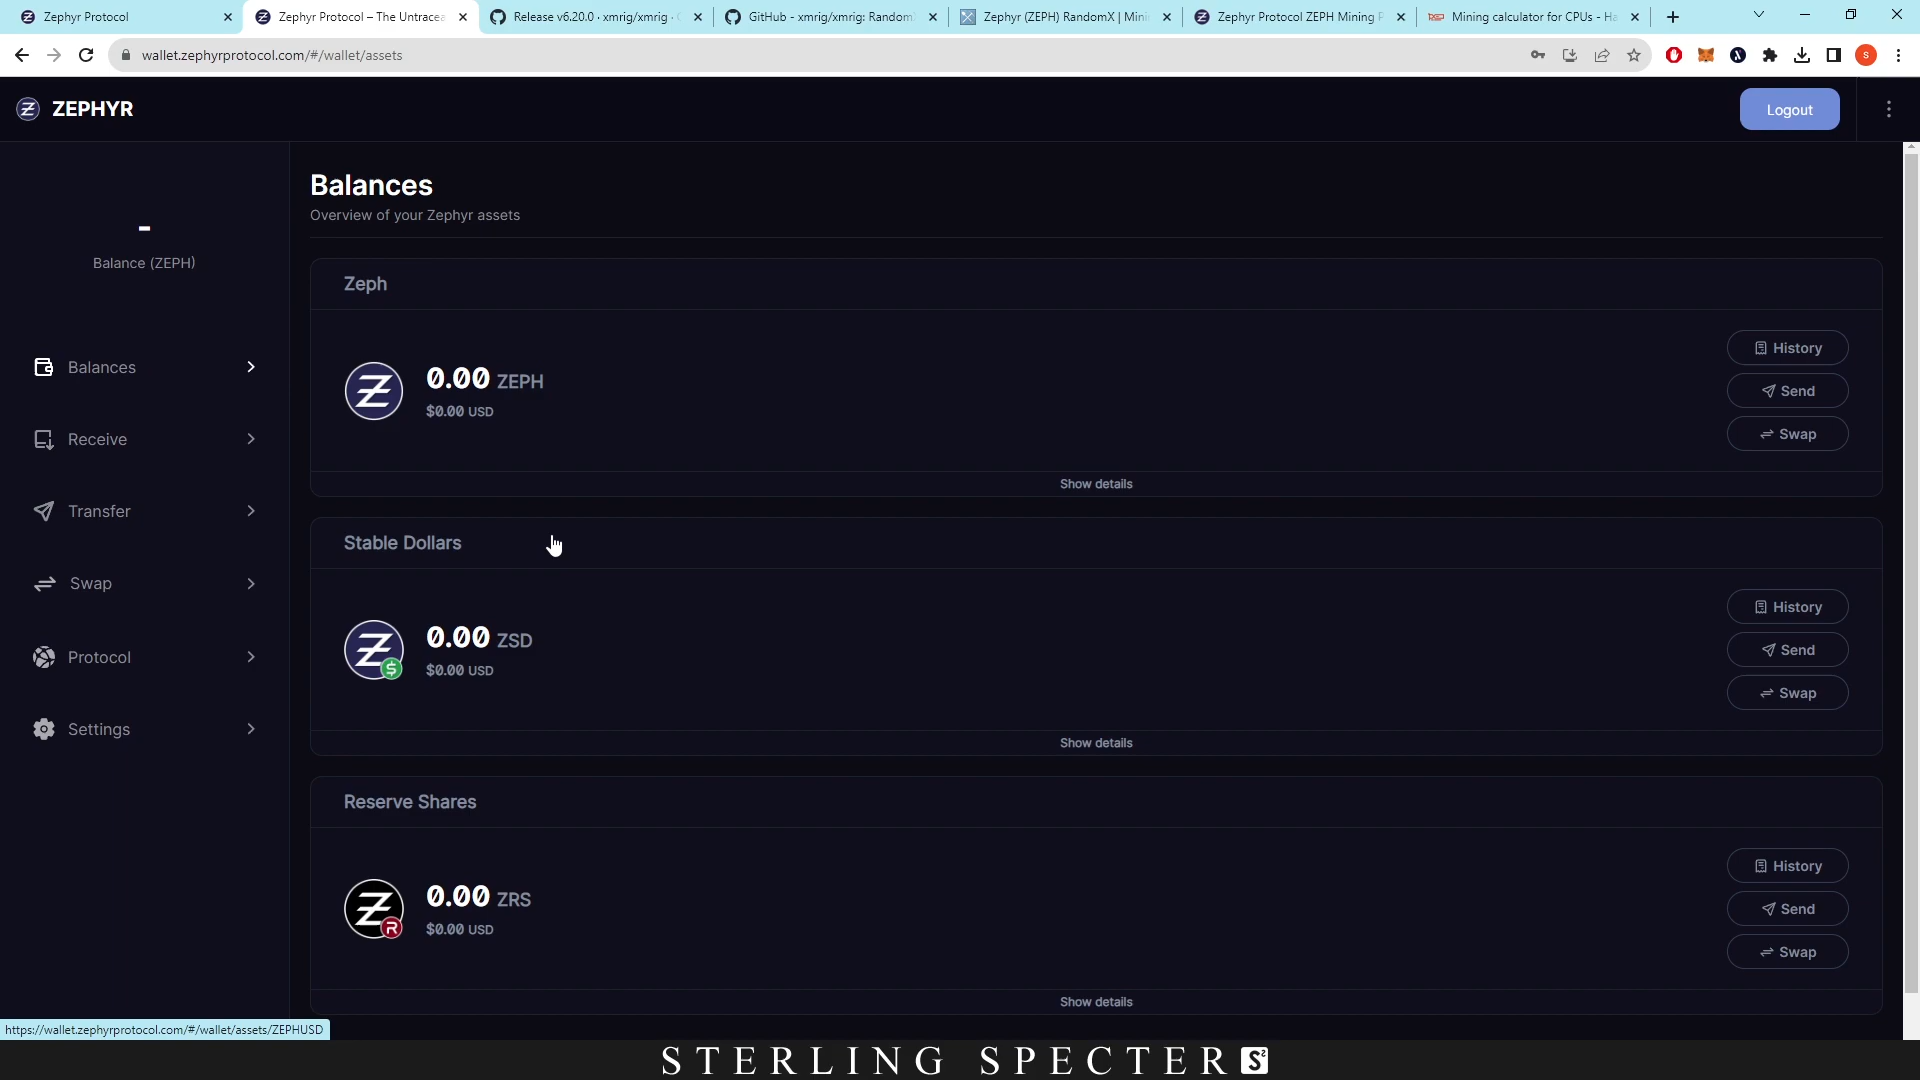 Zephyr Protocol
Zephyr Protocol – The Untracea
Release v6.20.0 · xmrig/xmrig ·
GitHub - xmrig/xmrig: Random
Zephyr (ZEPH) RandomX | Mini
Zephyr Protocol ZEPH Mining P
Mining calculator for CPUs - Ha
wallet.zephyrprotocol.com/#/wallet/assets
S
ZEPHYR
Logout
-
Balance (ZEPH)
Balances
Receive
Transfer
Swap
Protocol
Settings
Balances
Overview of your Zephyr assets
Zeph
0.00 ZEPH
$0.00 USD
History
Send
Swap
Show details
Stable Dollars
0.00 ZSD
$0.00 USD
History
Send
Swap
Show details
Reserve Shares
0.00 ZRS
$0.00 USD
History
Send
Swap
Show details
https://wallet.zephyrprotocol.com/#/wallet/assets/ZEPHUSD
STERLING SPECTER S²